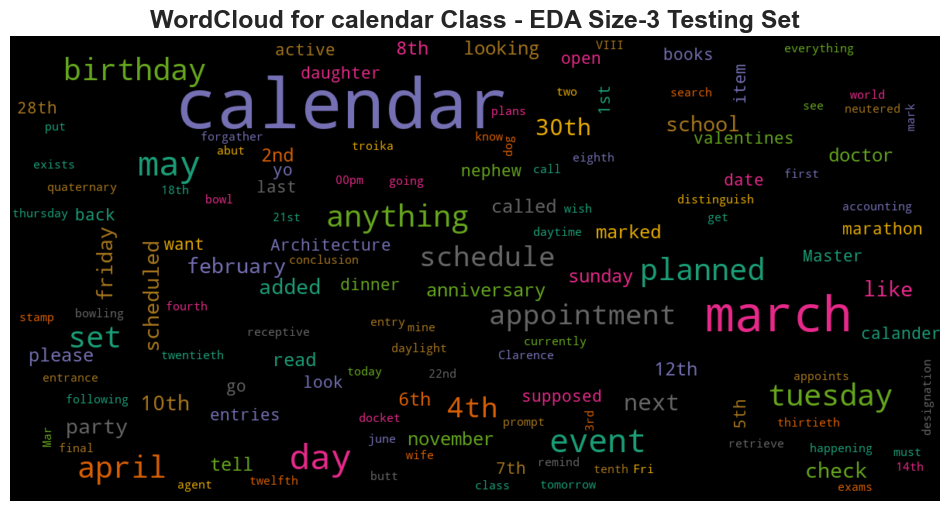 WordCloud for calendar Class - EDA Size-3 Testing Set
active 8th looking VIII books everything
birthday daughter open item
calendar plans two 1st search world see neutered mark
28th put forgather 30th school
abut troika know dog valentines
exists may 2nd yo nephew call eighth doctor
quaternary 18th last 00pm going date first
thursday back bowl 21st anything called wish distinguish get accounting
friday scheduled want Architecture daytime marked marathon
february conclusion schedule sunday planned Master
added dinner anniversary like
stamp bowling fourth appointment march
set receptive entry mine currently calander
please twentieth read daylight Clarence
entrance today 22nd 12th appoints
following 10th go look 6th 4th supposed next 5th tuesday designation
party entries docket prompt 3rd thirtieth
Mar final june november event retrieve happening must
april tell day wife 7th remind tenth Fri check 14th
agent twelfth butt class tomorrow exams